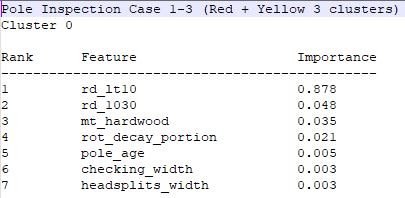 Pole Inspection Case 1-3 (Red + Yellow 3 clusters)
Cluster 0
Rank Feature Importance
------------------------------------------------
1 rd_lt10 0.878
2 rd_1030 0.048
3 mt_hardwood 0.035
4 rot_decay_portion 0.021
5 pole_age 0.005
6 checking_width 0.003
7 headsplits_width 0.003